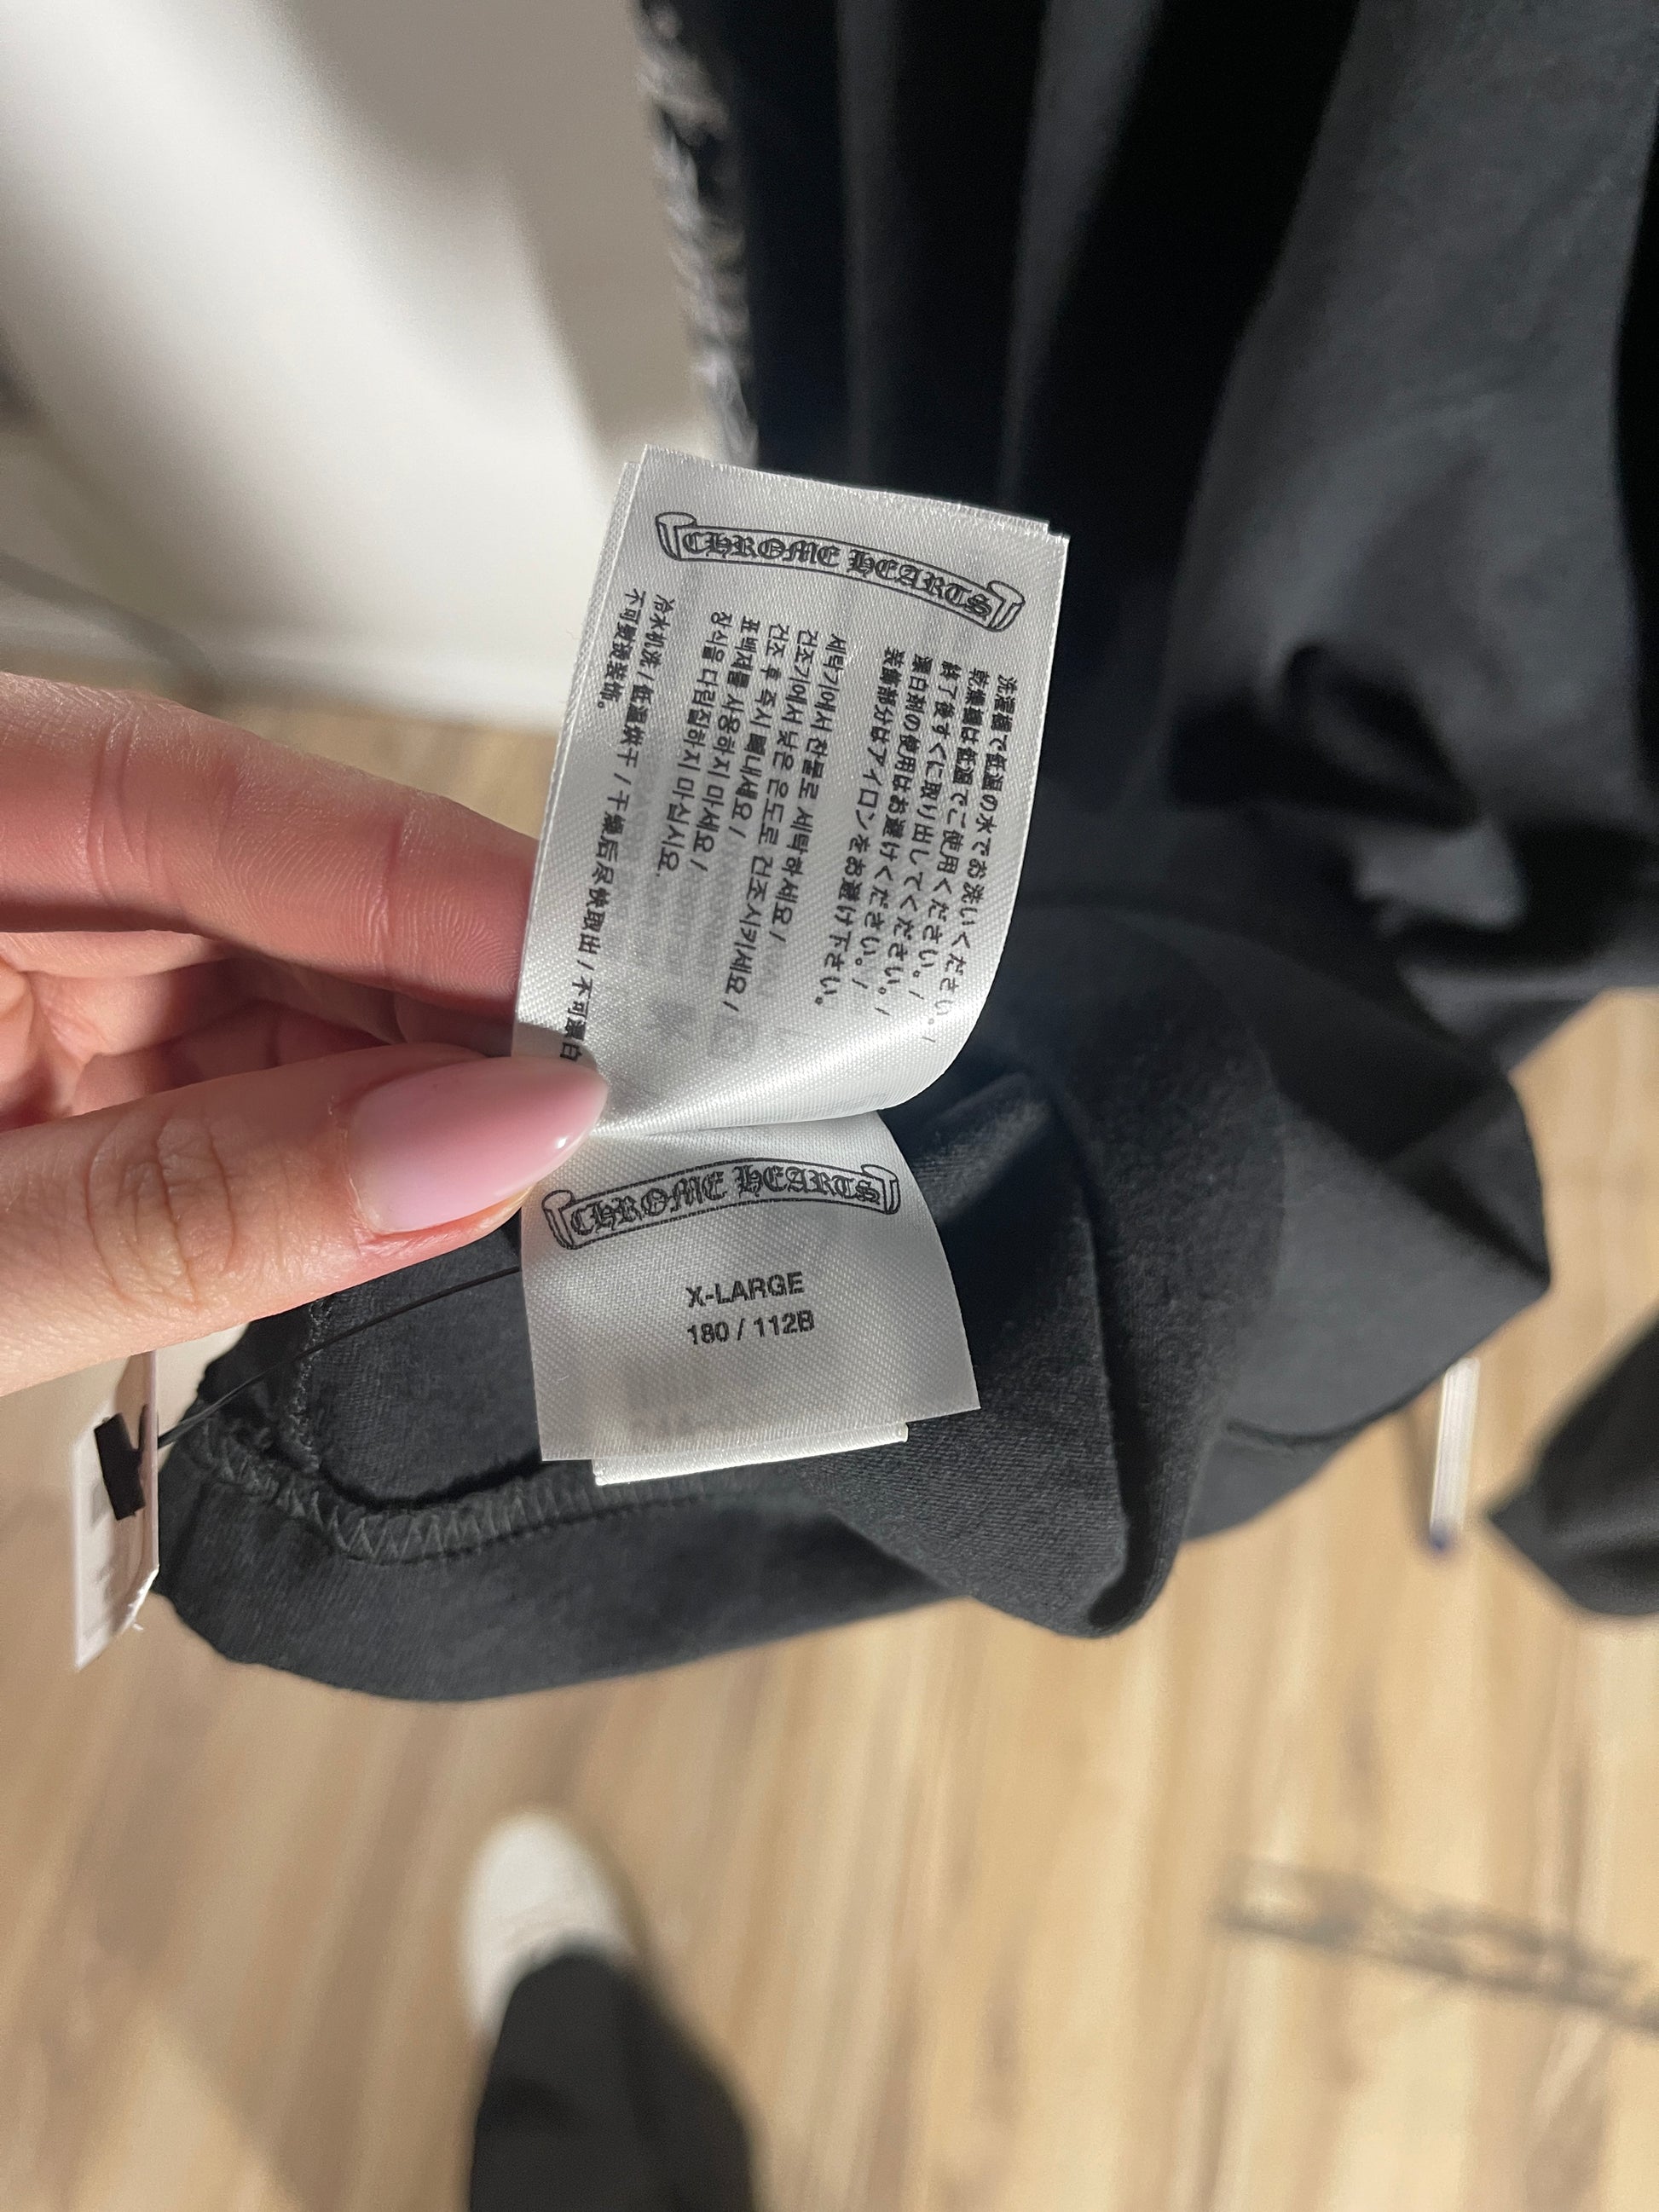 CHROME HEARTS
洗濯機で低温の水でお洗いください。/
乾燥機は低温でご使用ください。/
終了後すぐに取り出してください。/
漂白剤の使用はお避けください。/
装飾部分はアイロンをお避け下さい。
세탁기에서 찬물로 세탁하세요 /
건조기에서 낮은 온도로 건조시키세요 /
건조 후 즉시 빼내세요 /
표백제를 사용하지 마세요 /
장식을 다림질하지 마십시오.
冷水机洗 / 低温烘干 / 干燥后尽快取出 / 不可漂白
不可熨烫装饰。
CHROME HEARTS
X-LARGE
180 / 112B